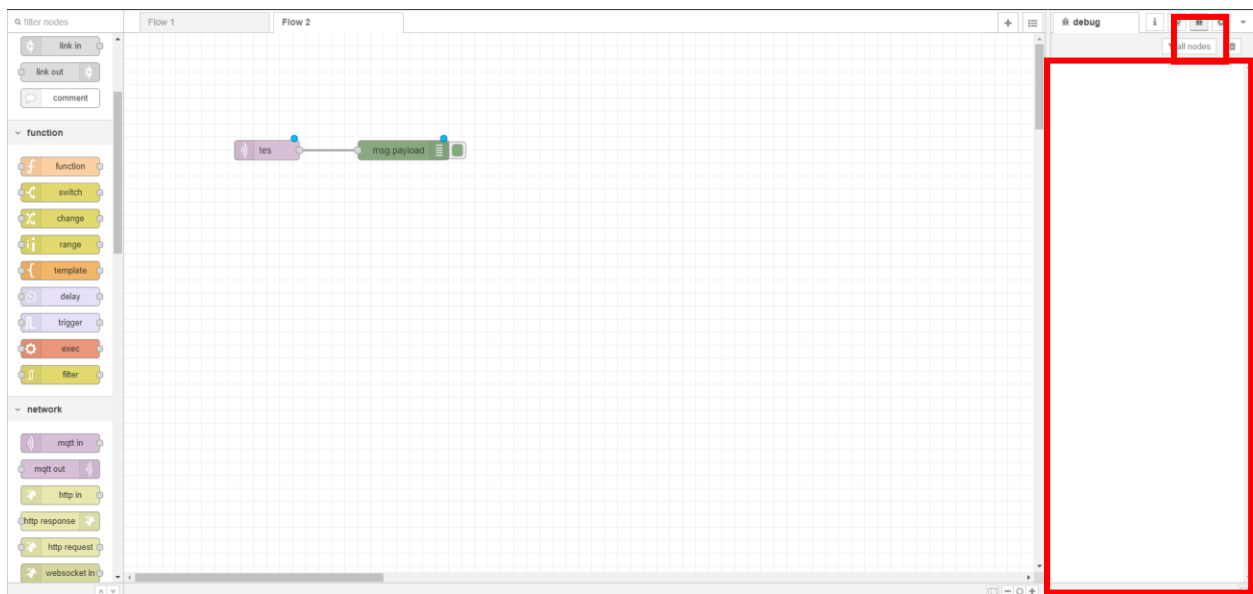 filter nodes
Flow 1
Flow 2
debug
all nodes
link in
link out
comment
function
function
switch
change
range
template
delay
trigger
exec
filter
network
mqtt in
mqtt out
http in
http response
http request
websocket in
tes
msg.payload